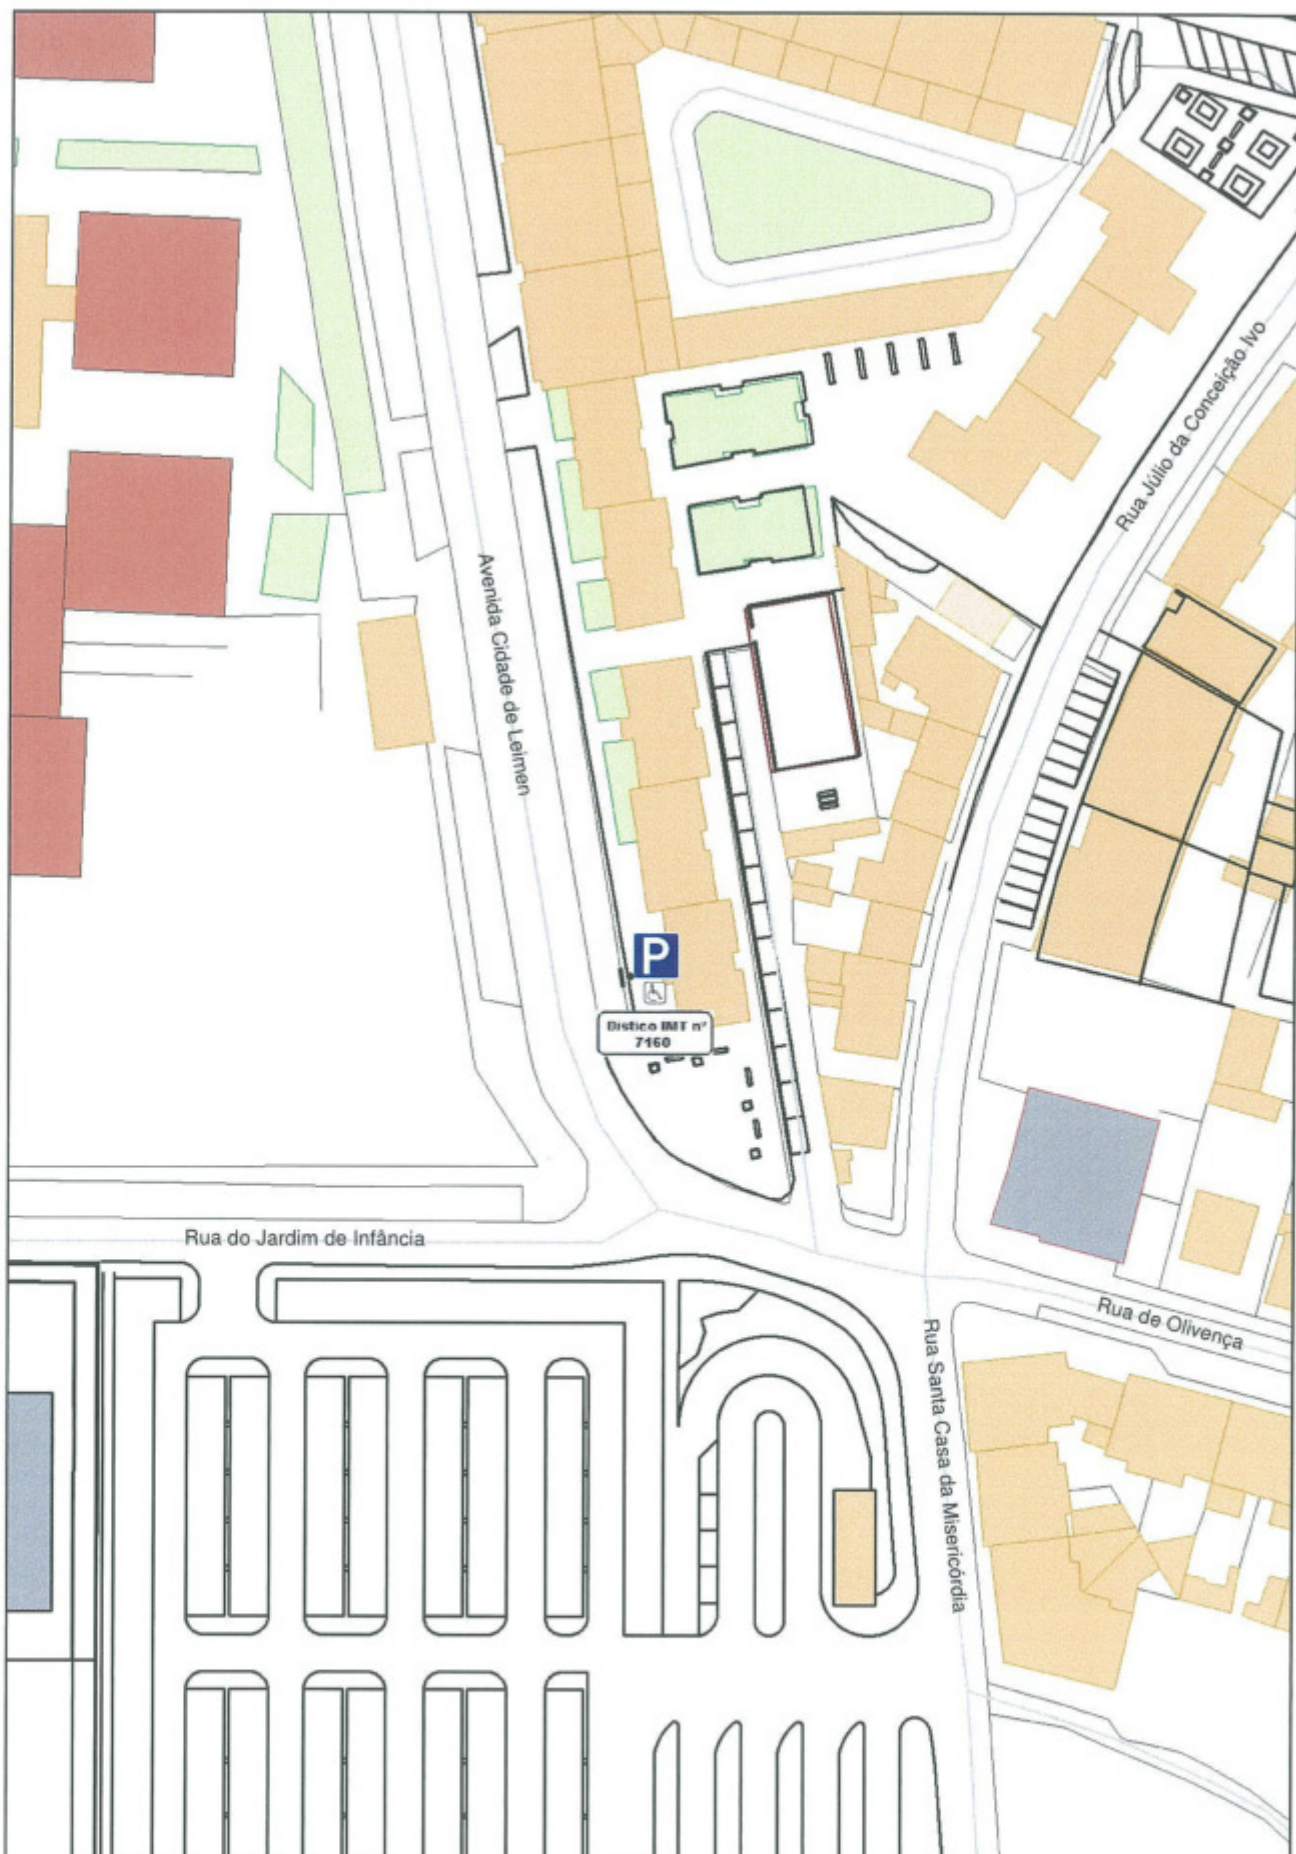 Rua Júlio da Conceição Ivo
Avenida Cidade de Leimen
P
Dístico IMT nº
7160
Rua do Jardim de Infância
Rua de Olivença
Rua Santa Casa da Misericórdia